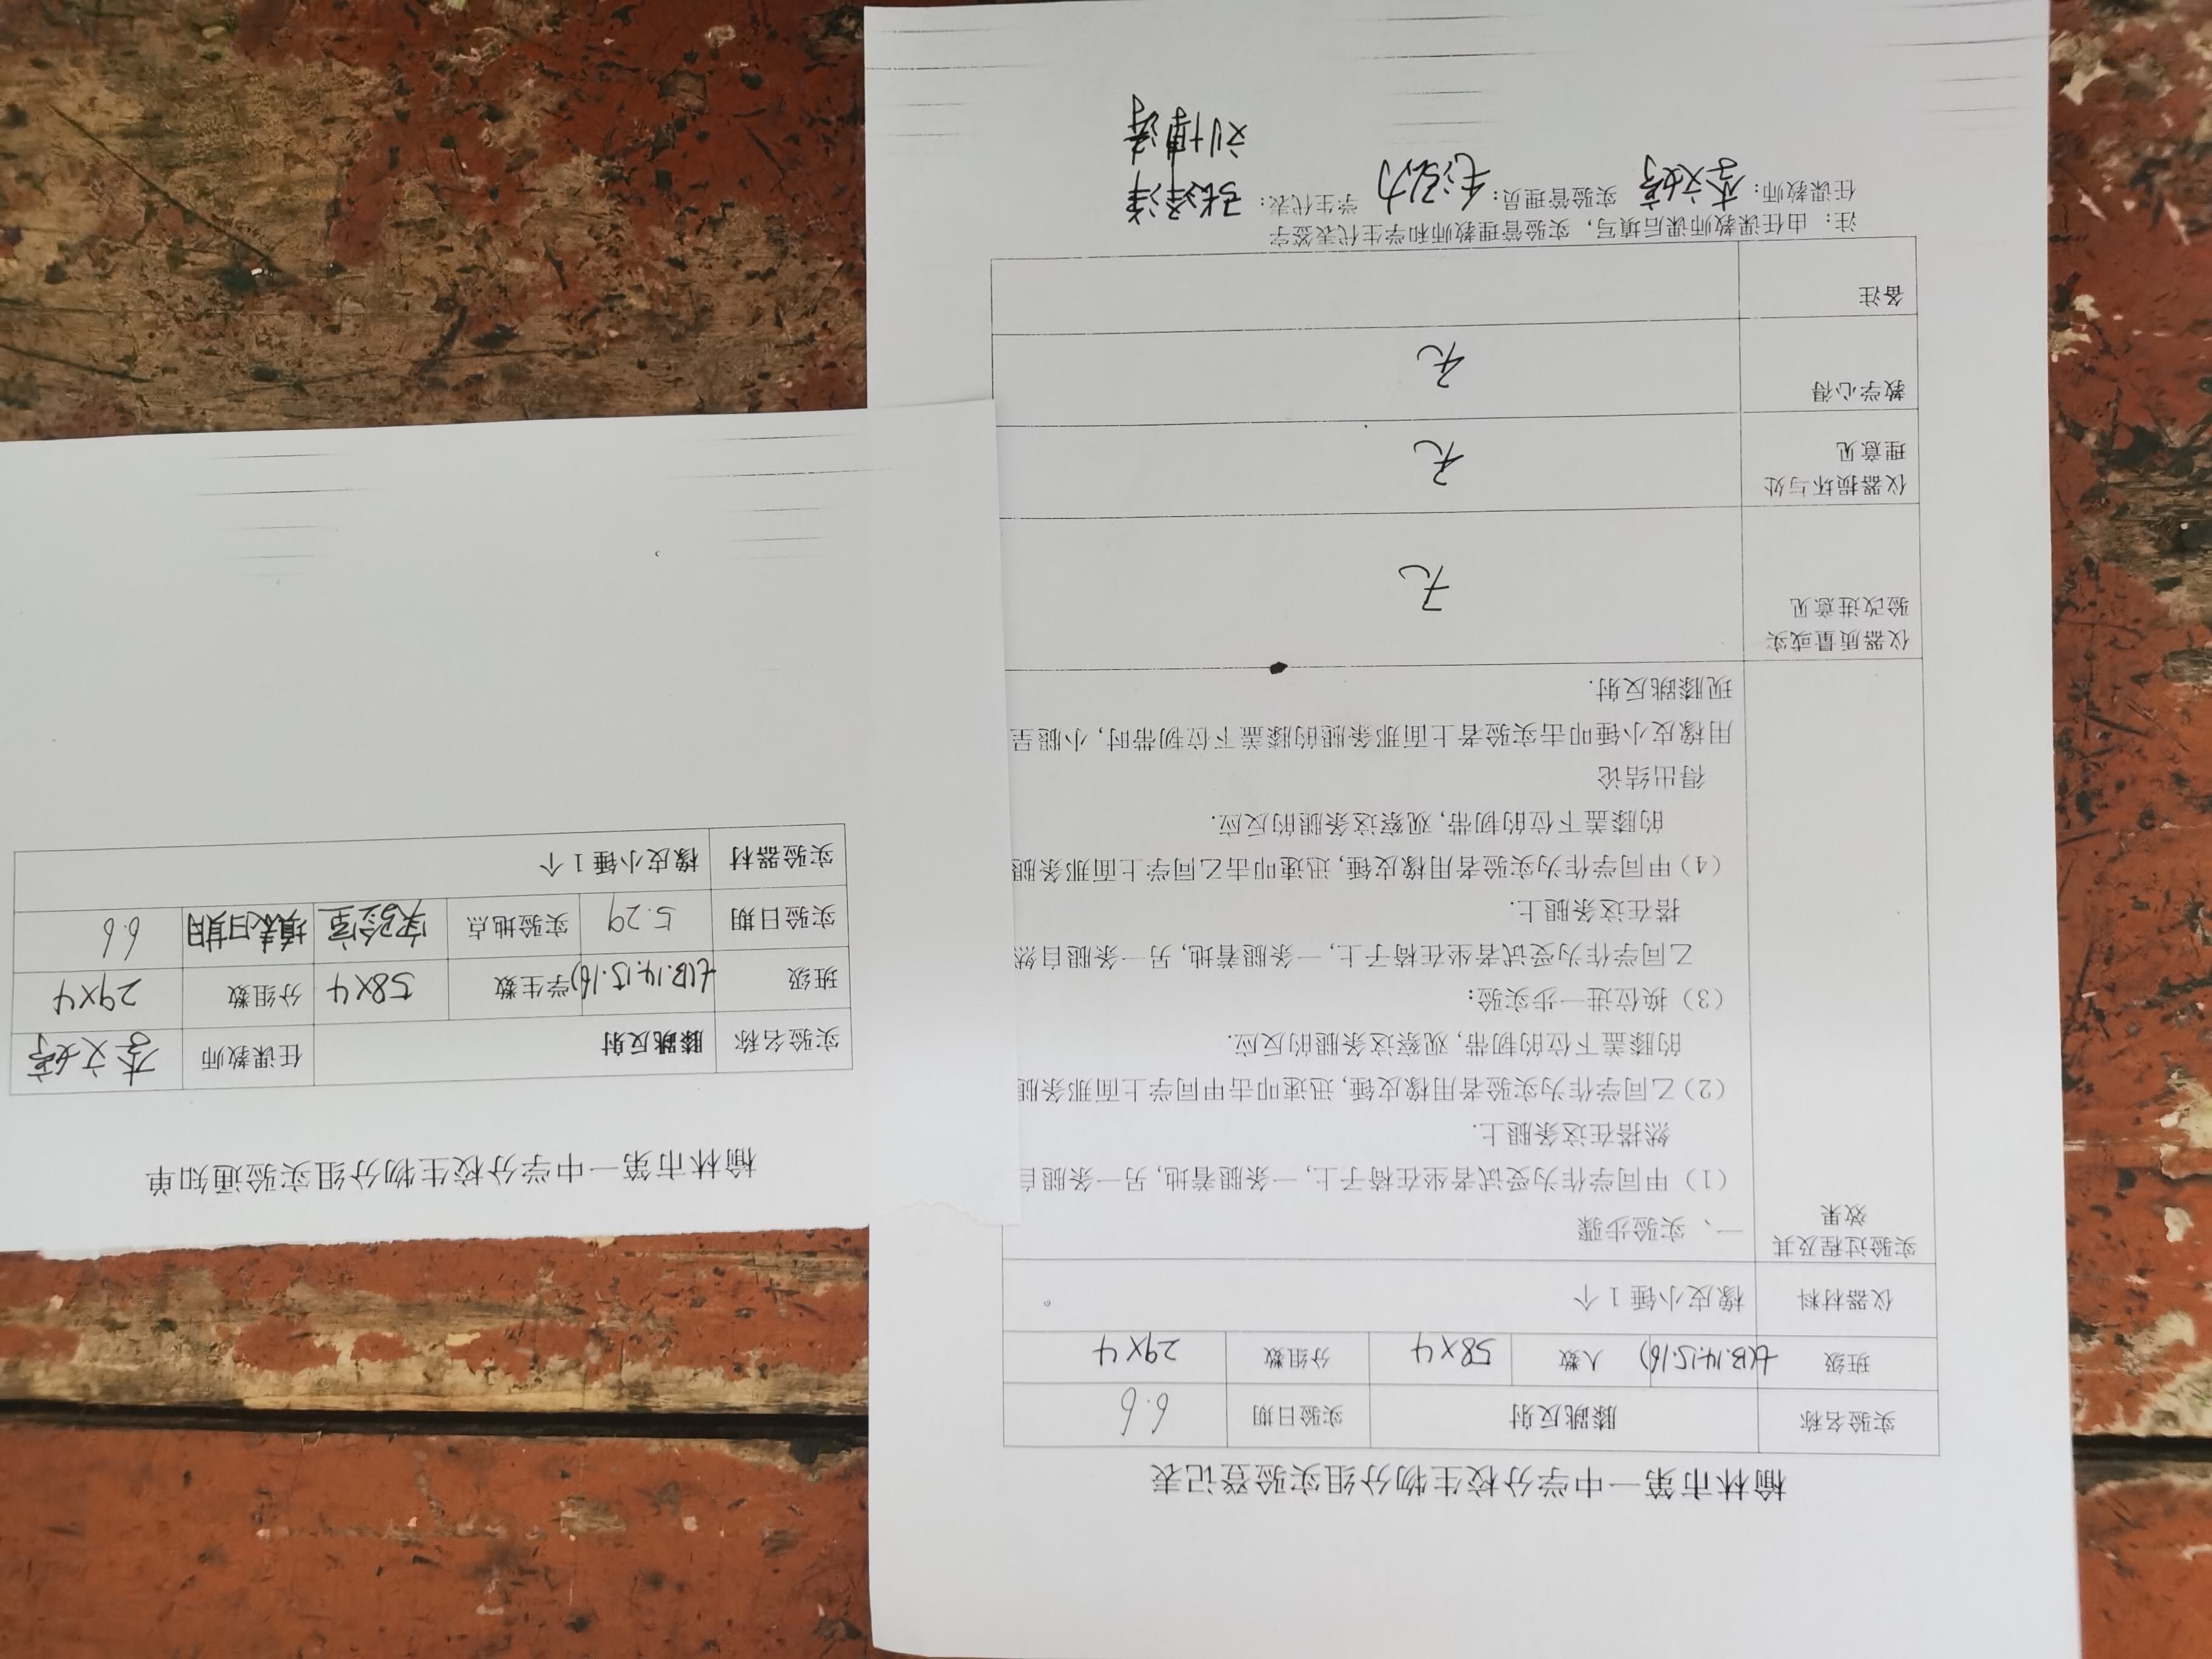 榆林市第一中学分校生物分组实验通知单
实验名称 膝跳反射 任课教师 李文婷
班级 七(13.14.15.16) 学生数 58×4 分组数 29×4
实验日期 5.29 实验地点 实验室 填表日期 6.6
实验器材 橡皮小锤 1 个
榆林市第一中学分校生物分组实验登记表
实验名称 膝跳反射 实验日期 6.6
班级 七(13.14.15.16) 人数 58×4 分组数 29×4
仪器材料 橡皮小锤 1 个
实验过程及其
效果
一、实验步骤
（1）甲同学作为受试者坐在椅子上, 一条腿着地, 另一条腿自
然搭在这条腿上.
（2）乙同学作为实验者用橡皮锤, 迅速叩击甲同学上面那条腿
的膝盖下位的韧带, 观察这条腿的反应.
（3）换位进一步实验:
乙同学作为受试者坐在椅子上, 一条腿着地, 另一条腿自然
搭在这条腿上.
（4）甲同学作为实验者用橡皮锤, 迅速叩击乙同学上面那条腿
的膝盖下位的韧带, 观察这条腿的反应.
得出结论
用橡皮小锤叩击实验者上面那条腿的膝盖下位韧带时, 小腿呈
现膝跳反射.
仪器质量或实
验改进意见
无
仪器损坏与处
理意见
无
教学心得 无
备注
注：由任课教师课后填写，实验管理教师和学生代表签字
任课教师: 李文婷 实验管理员: 学生代表: 张泽洋
刘博涛